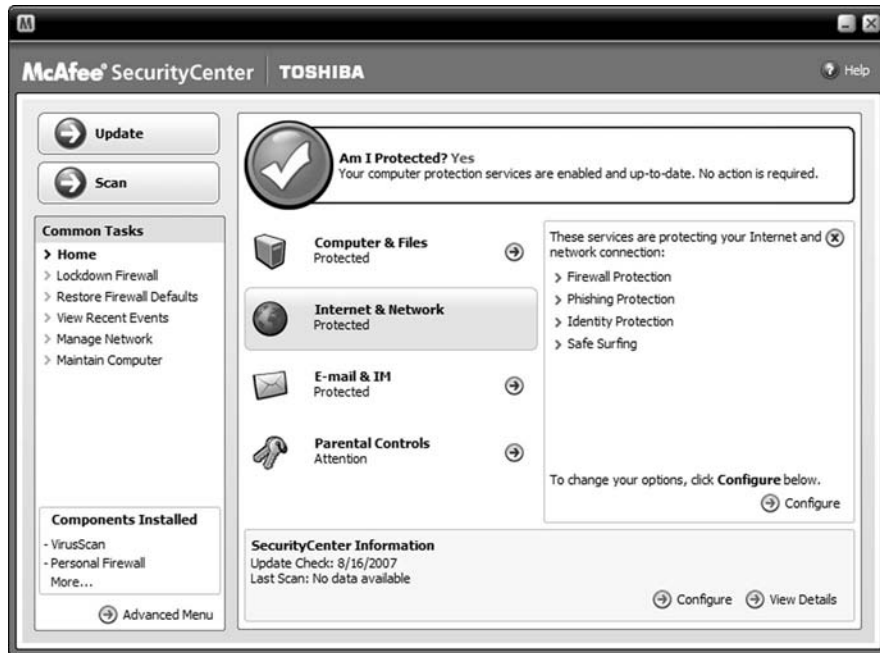 M
McAfee® SecurityCenter | TOSHIBA
Help
Update
Scan
Common Tasks
> Home
> Lockdown Firewall
> Restore Firewall Defaults
> View Recent Events
> Manage Network
> Maintain Computer
Components Installed
- VirusScan
- Personal Firewall
More...
Advanced Menu
Am I Protected? Yes
Your computer protection services are enabled and up-to-date. No action is required.
Computer & Files
Protected
Internet & Network
Protected
E-mail & IM
Protected
Parental Controls
Attention
These services are protecting your Internet and
network connection:
> Firewall Protection
> Phishing Protection
> Identity Protection
> Safe Surfing
To change your options, click Configure below.
Configure
SecurityCenter Information
Update Check: 8/16/2007
Last Scan: No data available
Configure
View Details